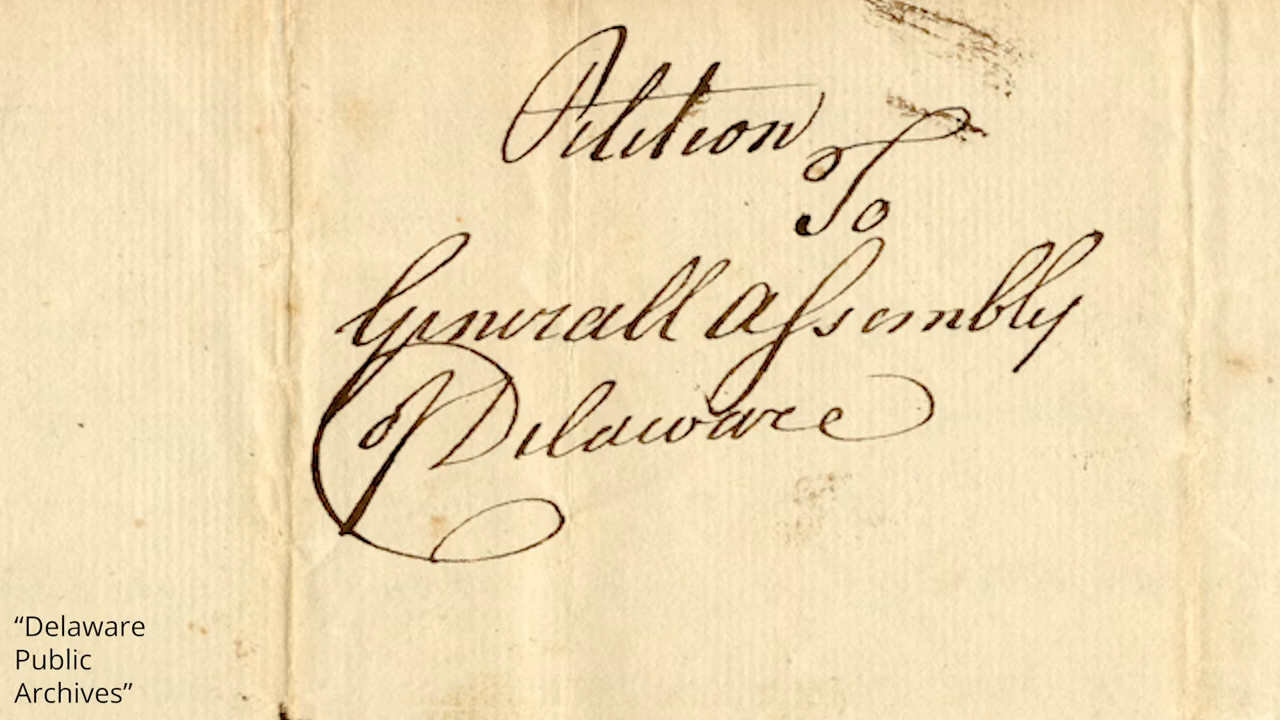 Petition
To
Generall Assembly
of Delaware
“Delaware
Public
Archives”